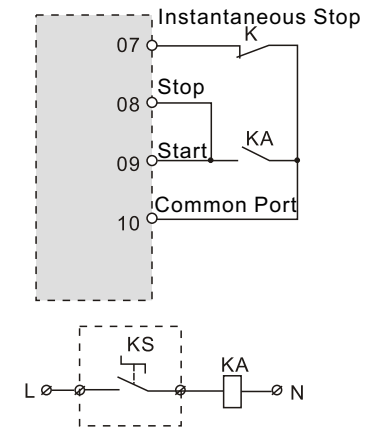 Instantaneous Stop
07
K
Stop
08
KA
Start
09
Common Port
10
KS
KA
L
N